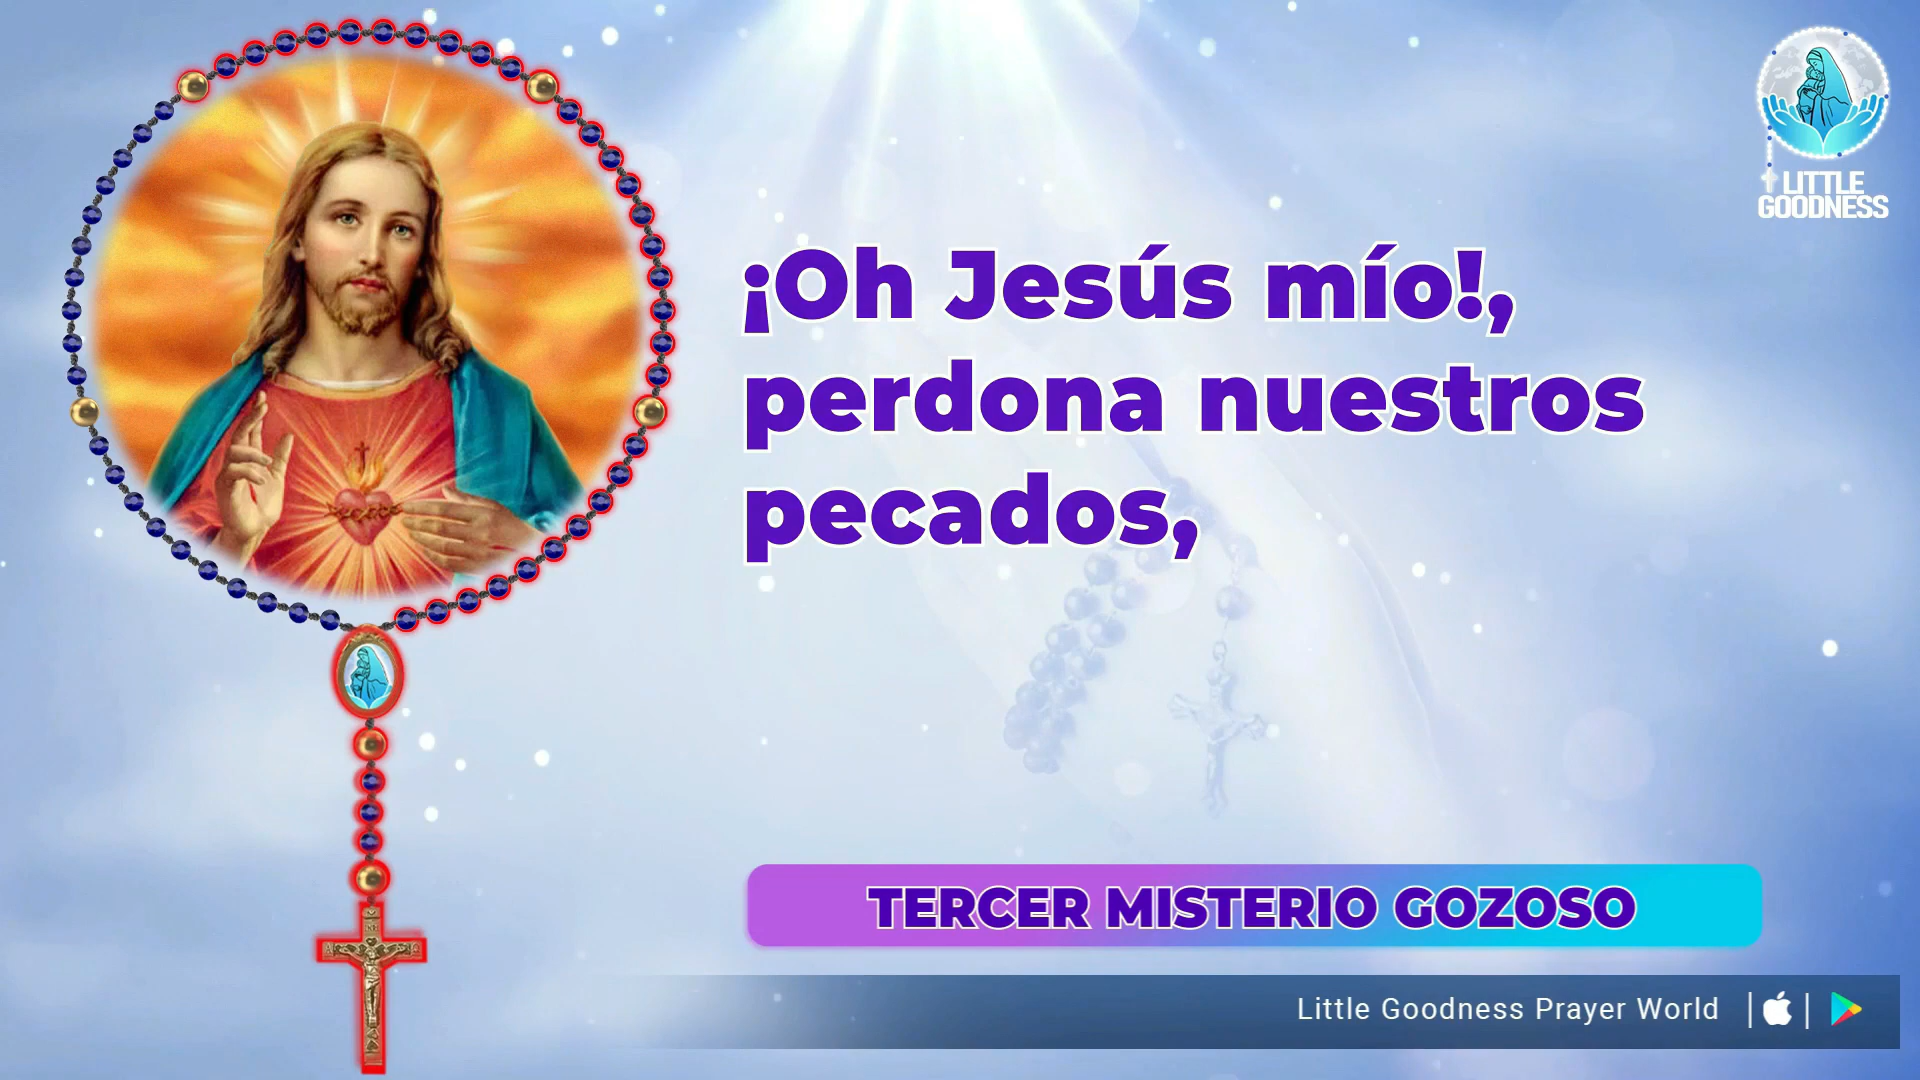 LITTLE
GOODNESS
¡Oh Jesús mío!,
perdona nuestros
pecados,
TERCER MISTERIO GOZOSO
Little Goodness Prayer World